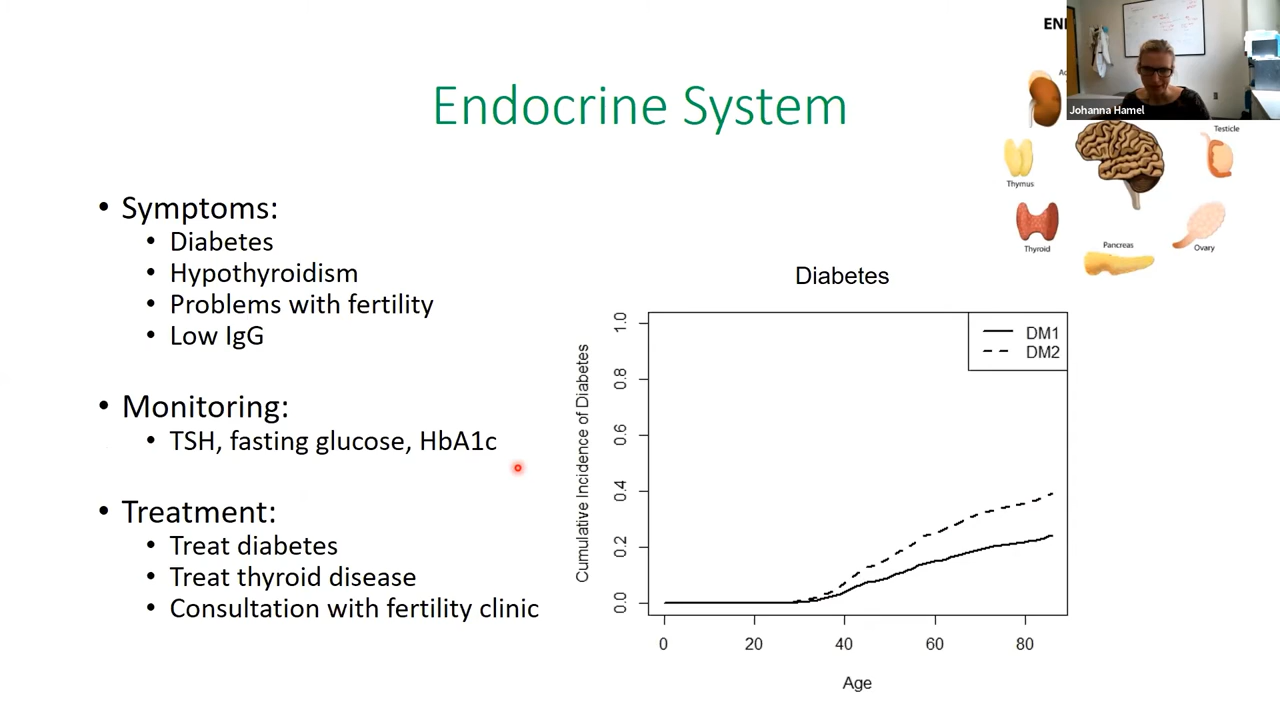 Endocrine System
• Symptoms:
• Diabetes
• Hypothyroidism
• Problems with fertility
• Low IgG
• Monitoring:
• TSH, fasting glucose, HbA1c
• Treatment:
• Treat diabetes
• Treat thyroid disease
• Consultation with fertility clinic
Johanna Hamel
Testicle
Thymus
Thyroid
Pancreas
Ovary
Diabetes
DM1
DM2
Cumulative Incidence of Diabetes
1.0
0.8
0.6
0.4
0.2
0.0
0 20 40 60 80
Age